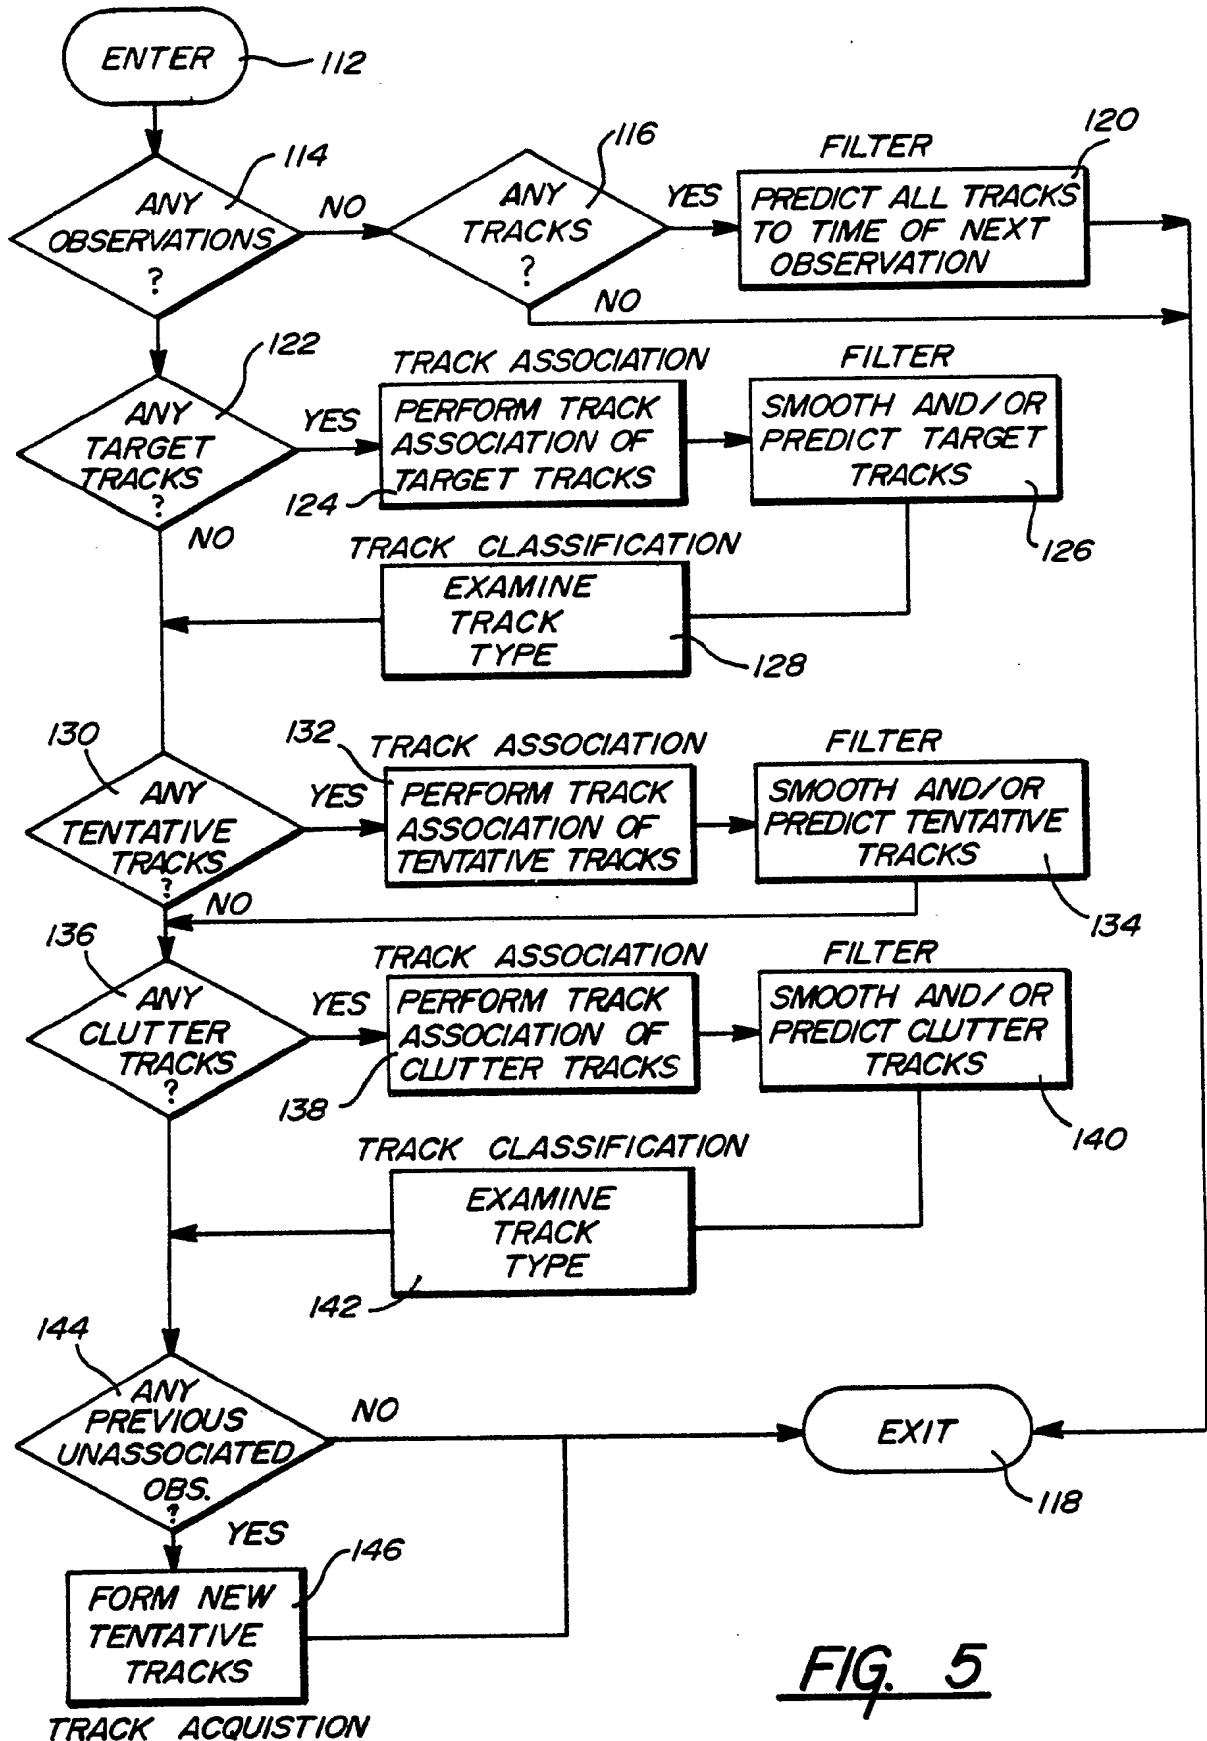 ENTER
112
114
ANY
OBSERVATIONS
?
NO
116
ANY
TRACKS
?
YES
NO
FILTER
120
PREDICT ALL TRACKS
TO TIME OF NEXT
OBSERVATION
122
ANY
TARGET
TRACKS
?
YES
NO
TRACK ASSOCIATION
PERFORM TRACK
ASSOCIATION OF
TARGET TRACKS
124
FILTER
SMOOTH AND/OR
PREDICT TARGET
TRACKS
126
TRACK CLASSIFICATION
EXAMINE
TRACK
TYPE
128
130
ANY
TENTATIVE
TRACKS
?
YES
NO
132
TRACK ASSOCIATION
PERFORM TRACK
ASSOCIATION OF
TENTATIVE TRACKS
FILTER
SMOOTH AND/OR
PREDICT TENTATIVE
TRACKS
134
136
ANY
CLUTTER
TRACKS
?
YES
TRACK ASSOCIATION
PERFORM TRACK
ASSOCIATION OF
CLUTTER TRACKS
138
FILTER
SMOOTH AND/OR
PREDICT CLUTTER
TRACKS
140
TRACK CLASSIFICATION
EXAMINE
TRACK
TYPE
142
144
ANY
PREVIOUS
UNASSOCIATED
OBS.
?
NO
YES
EXIT
118
146
FORM NEW
TENTATIVE
TRACKS
TRACK ACQUISTION
FIG. 5